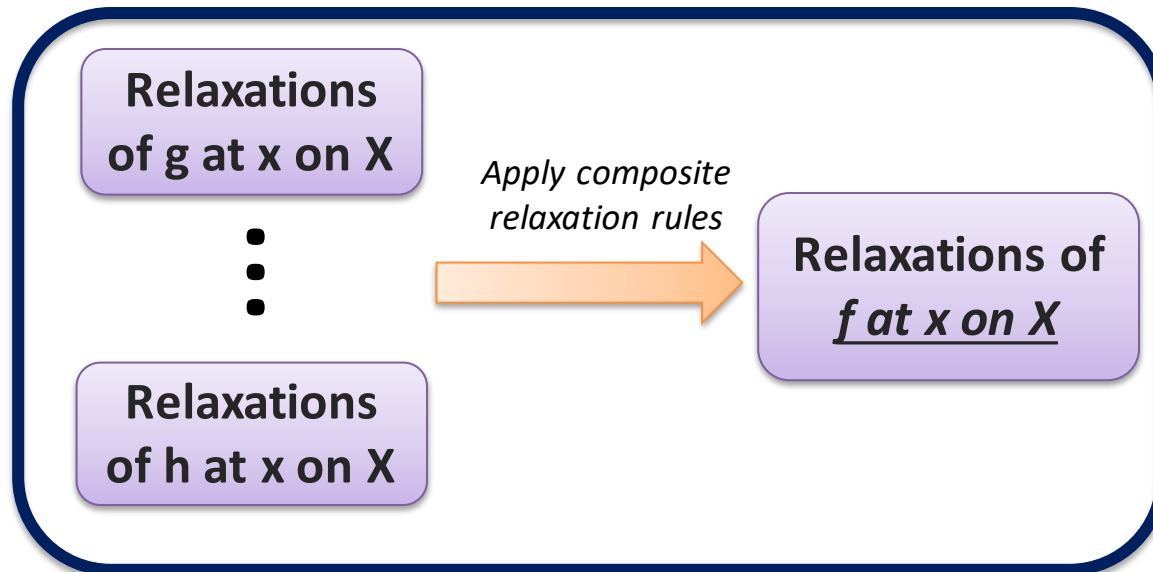 Relaxations
of g at x on X
Apply composite
relaxation rules
Relaxations of
f at x on X
Relaxations
of h at x on X